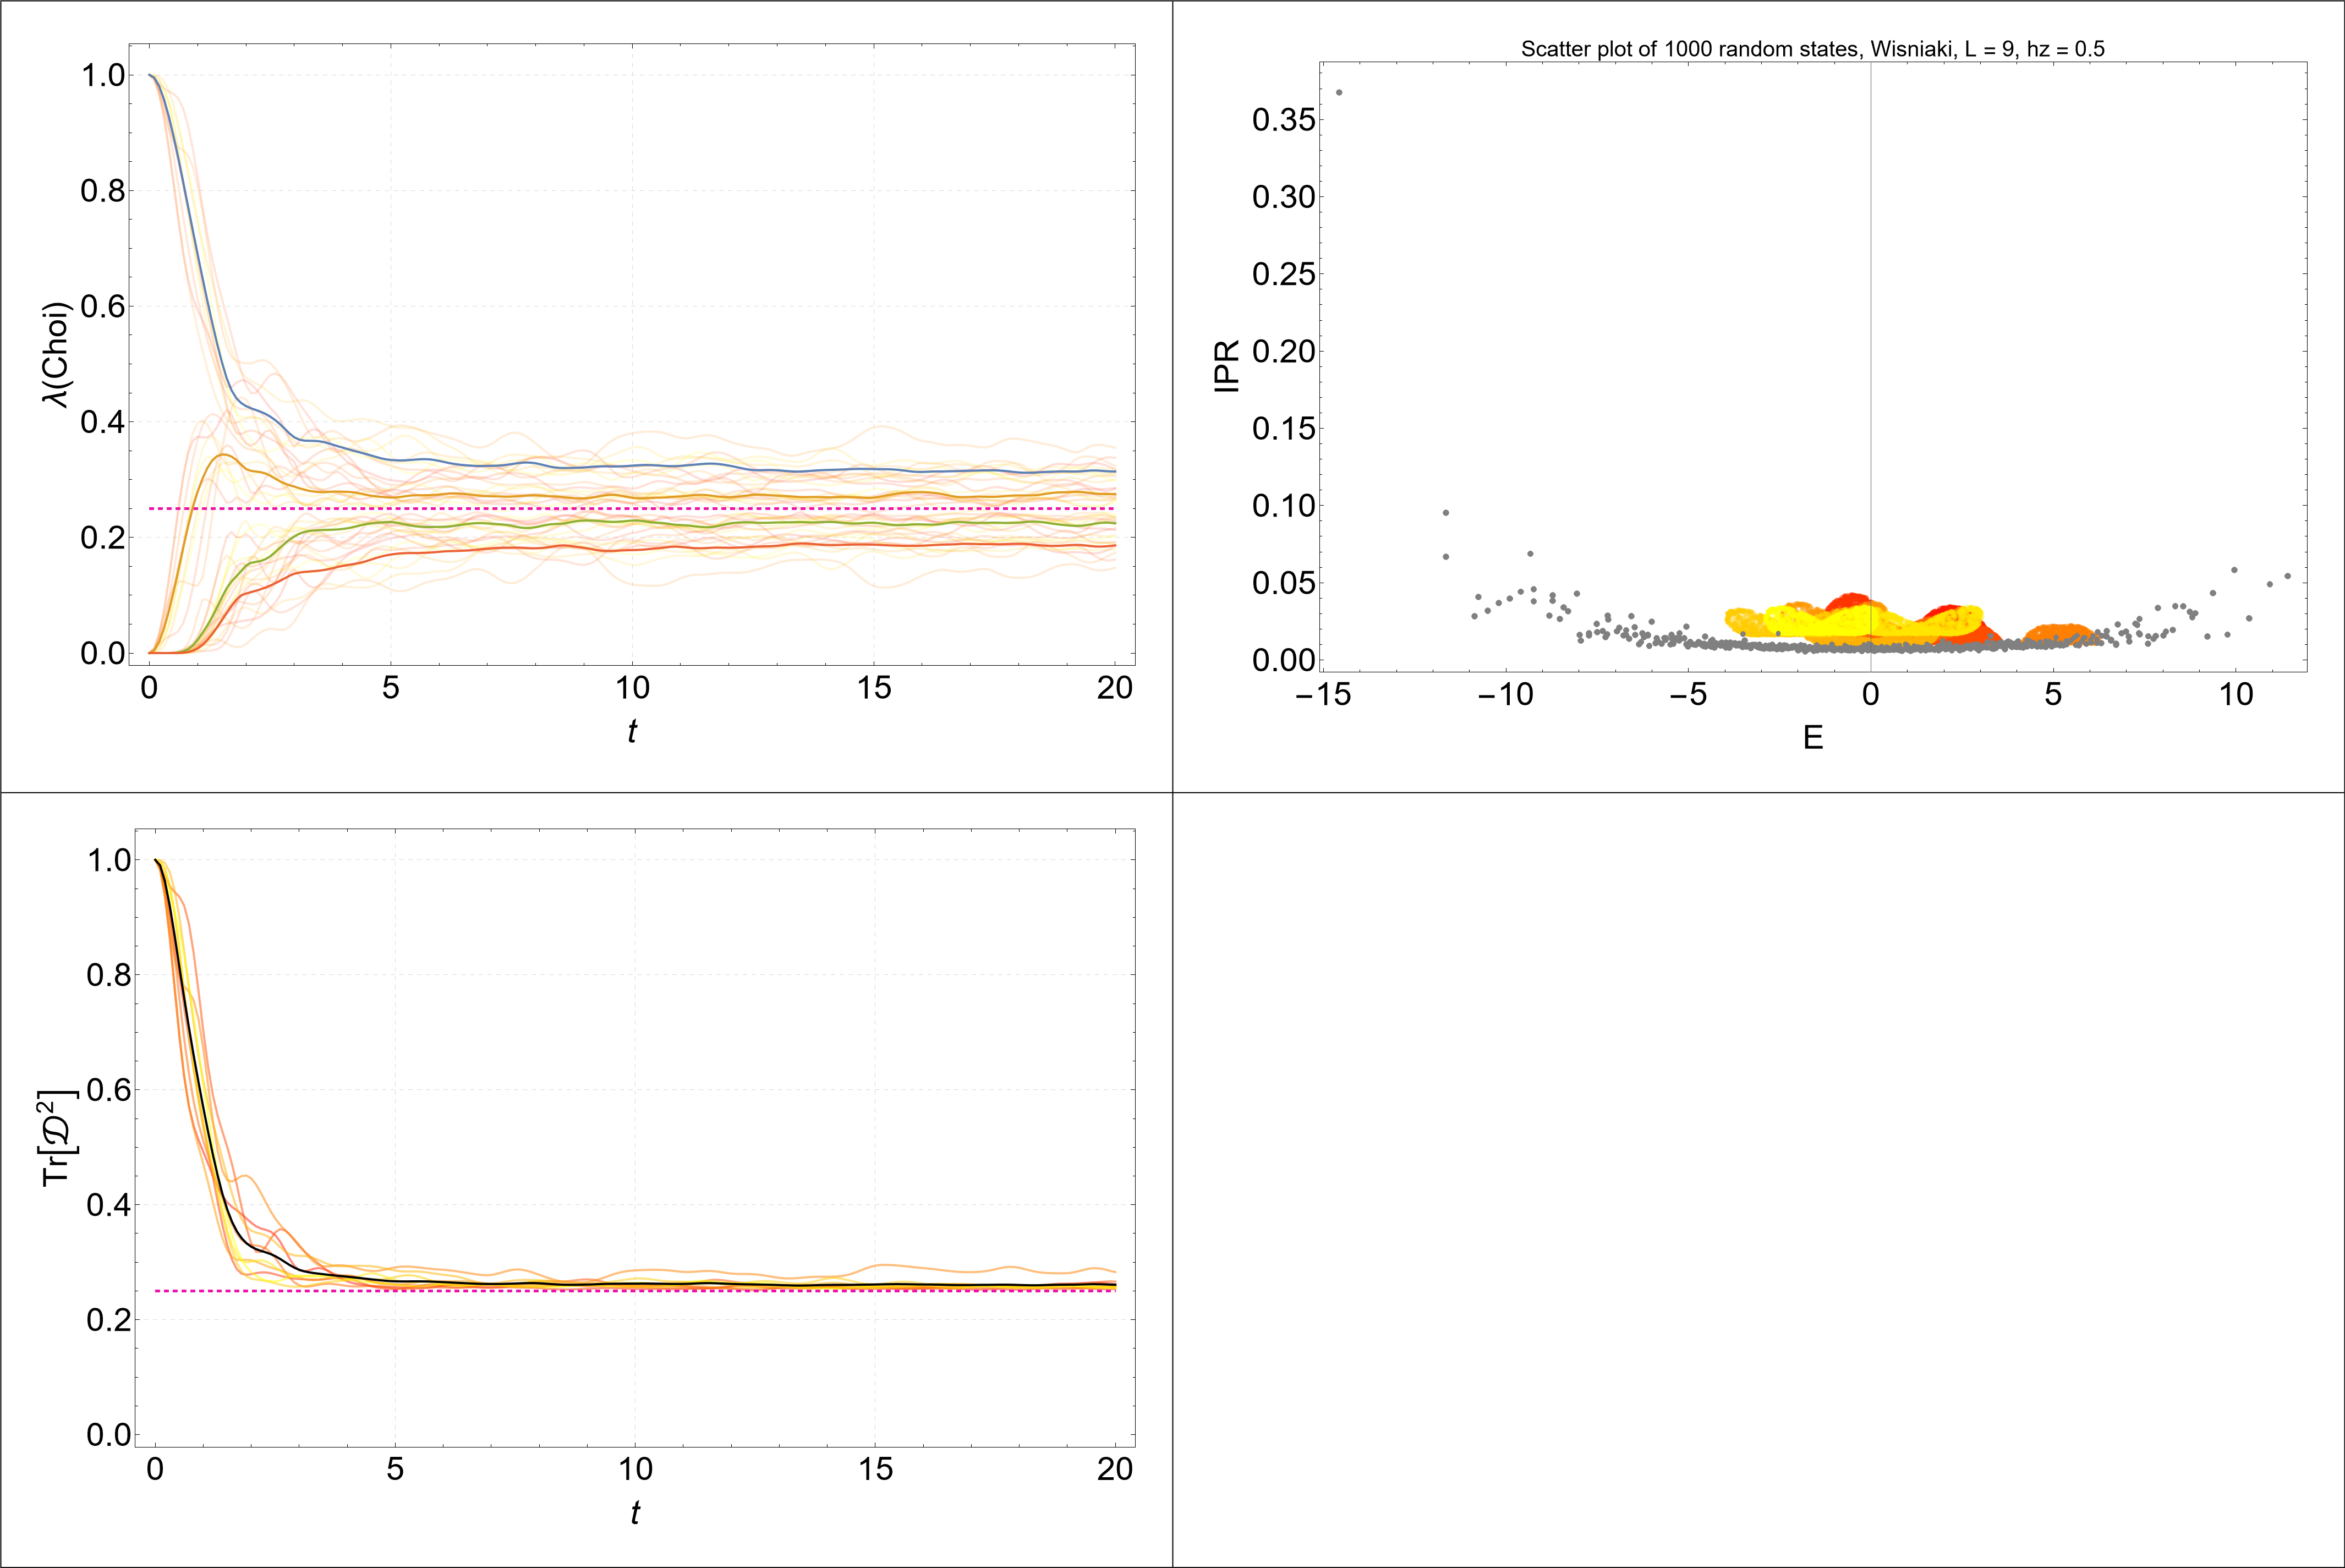 1.0
0.8
0.6
0.4
0.2
0.0
λ(Choi)
0 5 10 15 20
t
Scatter plot of 1000 random states, Wisniaki, L = 9, hz = 0.5
0.35
0.30
0.25
0.20
0.15
0.10
0.05
0.00
IPR
−15 −10 −5 0 5 10
E
1.0
0.8
0.6
0.4
0.2
0.0
Tr[𝒟²]
0 5 10 15 20
t